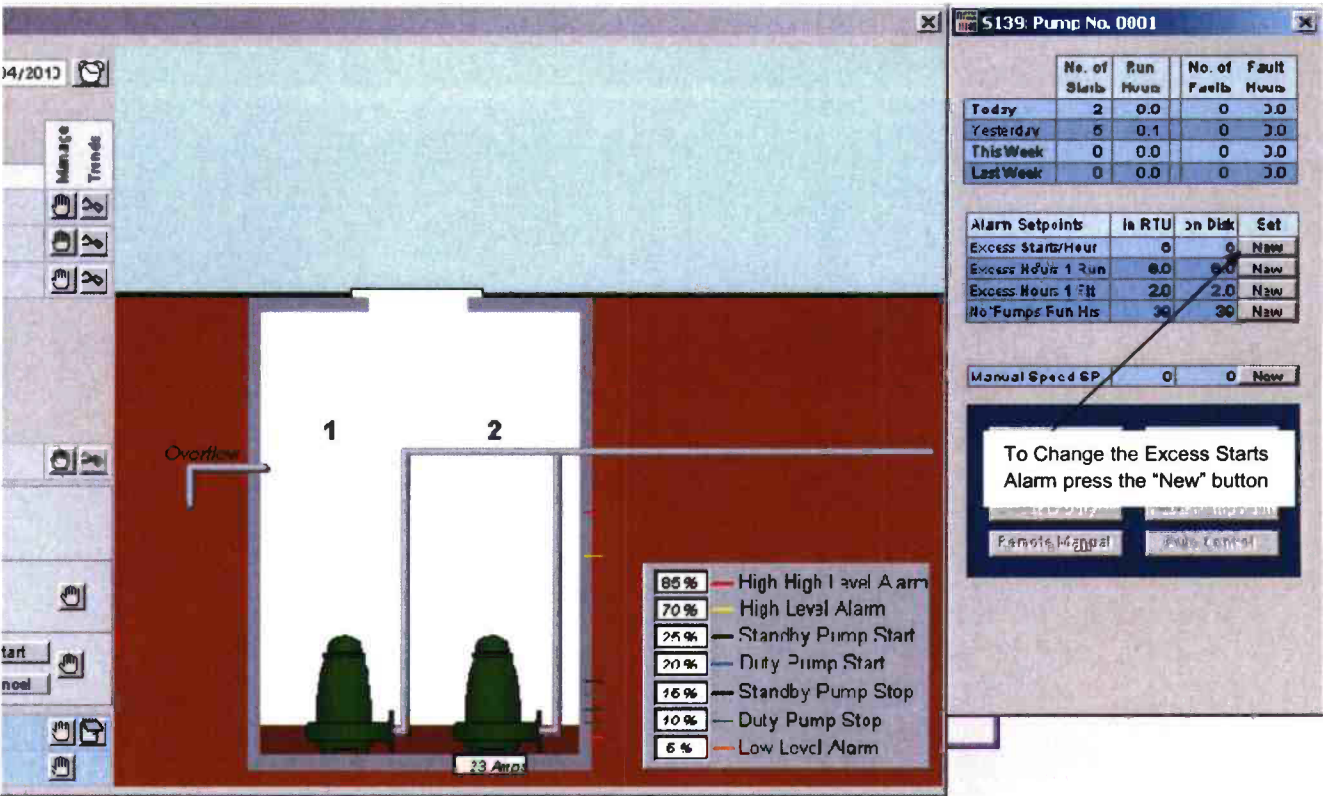 04/2010
Manage
Trends
Overflow
1
2
tart
ncel
23 Amps
85% High High Level Alarm
70% High Level Alarm
25% Standby Pump Start
20% Duty Pump Start
15% Standby Pump Stop
10% Duty Pump Stop
5% Low Level Alarm
S139: Pump No. 0001
No. of Starts Run Hours No. of Faults Fault Hours
Today 2 0.0 0 0.0
Yesterday 6 0.1 0 0.0
This Week 0 0.0 0 0.0
Last Week 0 0.0 0 0.0
Alarm Setpoints in RTU on Disk Set
Excess Starts/Hour 6 New
Excess Hours 1 Run New
Excess Hours 1 Flt 2.0 2.0 New
No Pumps Run Hrs 30 30 New
Manual Speed SP 0 0 New
To Change the Excess Starts
Alarm press the “New” button
Remote Manual